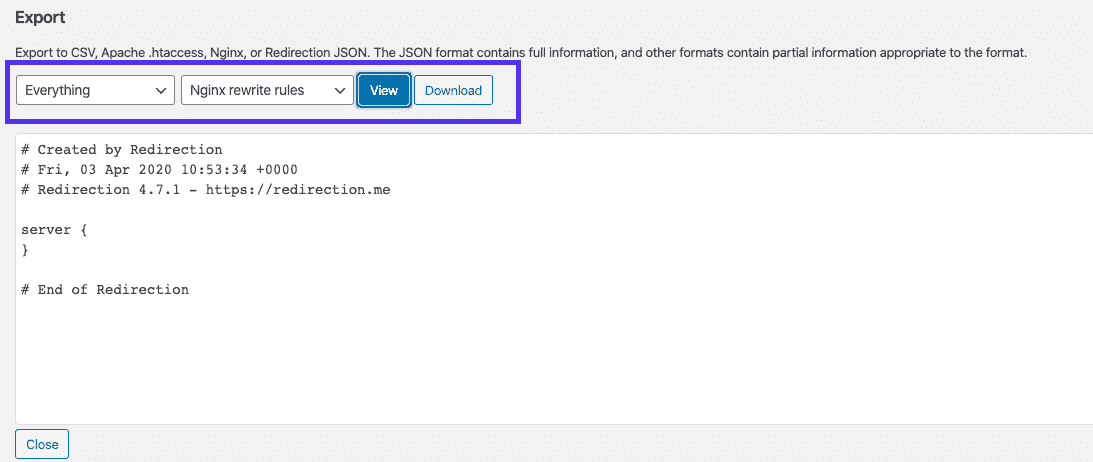 Export
Export to CSV, Apache .htaccess, Nginx, or Redirection JSON. The JSON format contains full information, and other formats contain partial information appropriate to the format.
Everything Nginx rewrite rules View Download
# Created by Redirection
# Fri, 03 Apr 2020 10:53:34 +0000
# Redirection 4.7.1 - https://redirection.me
server {
}
# End of Redirection
Close